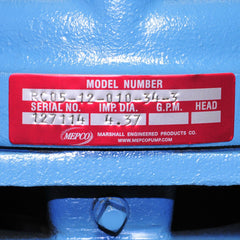 MODEL NUMBER
RC05-12-010-34-3
SERIAL NO. IMP. DIA. G.P.M. HEAD
127114 4.37
MEPCO MARSHALL ENGINEERED PRODUCTS CO.
WWW.MEPCOPUMP.COM